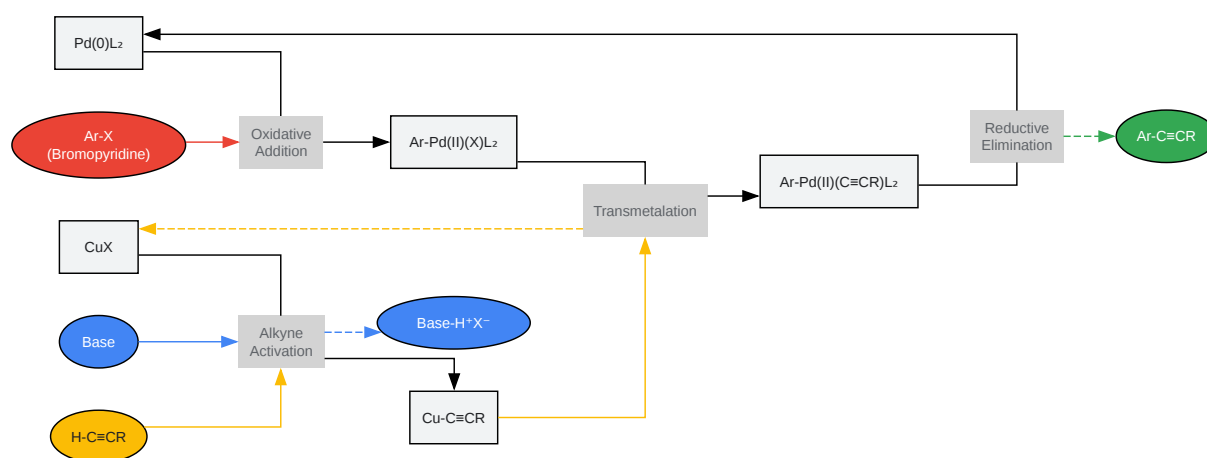 Pd(0)L₂
Ar-X
(Bromopyridine)
Oxidative
Addition
Ar-Pd(II)(X)L₂
Reductive
Elimination
Ar-C≡CR
Transmetalation
Ar-Pd(II)(C≡CR)L₂
CuX
Base
Alkyne
Activation
Base-H⁺X⁻
H-C≡CR
Cu-C≡CR